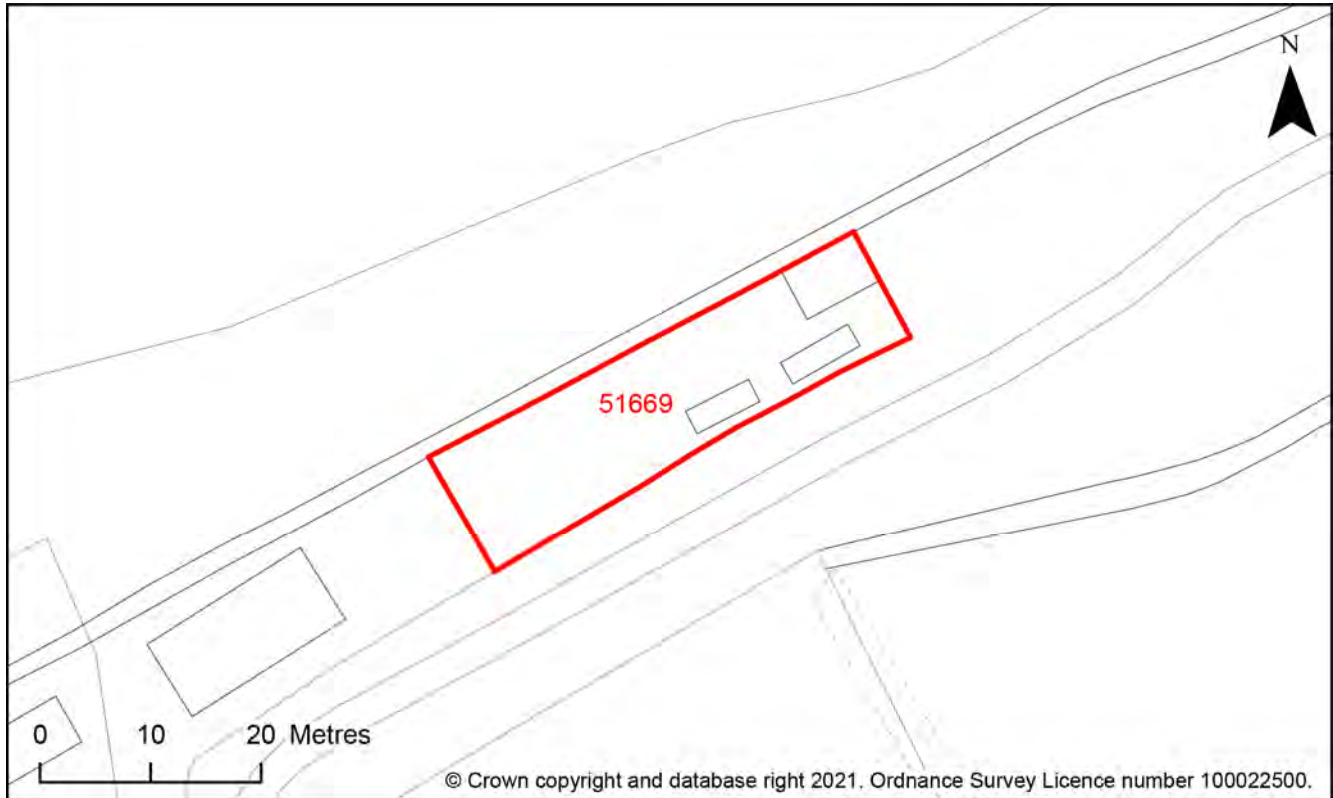 N
51669
0 10 20 Metres
© Crown copyright and database right 2021. Ordnance Survey Licence number 100022500.